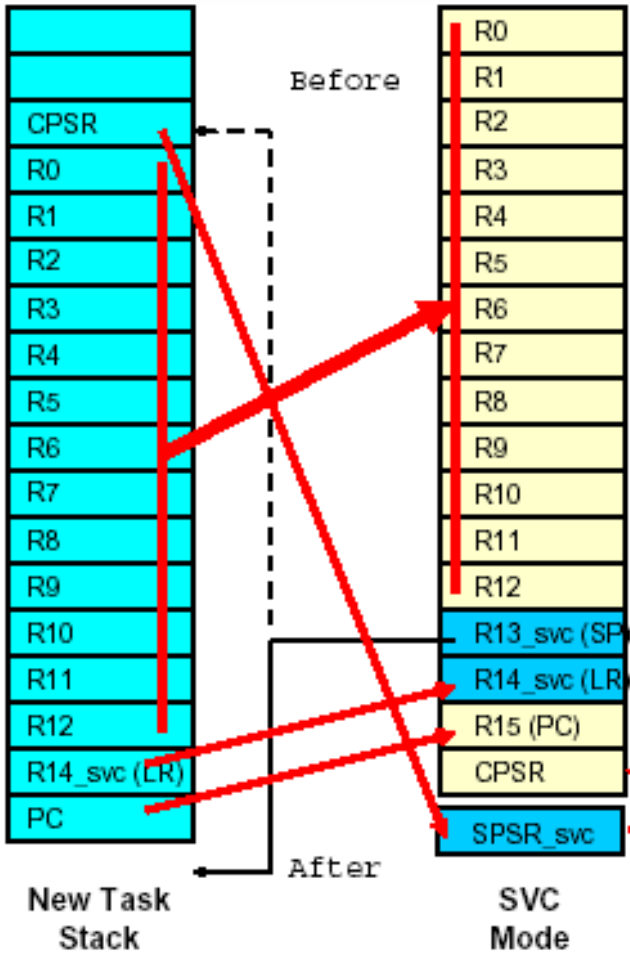 Before
CPSR
R0
R1
R2
R3
R4
R5
R6
R7
R8
R9
R10
R11
R12
R14_svc (LR)
PC
After
New Task
Stack
R0
R1
R2
R3
R4
R5
R6
R7
R8
R9
R10
R11
R12
R13_svc (SP
R14_svc (LR
R15 (PC)
CPSR
SPSR_svc
SVC
Mode